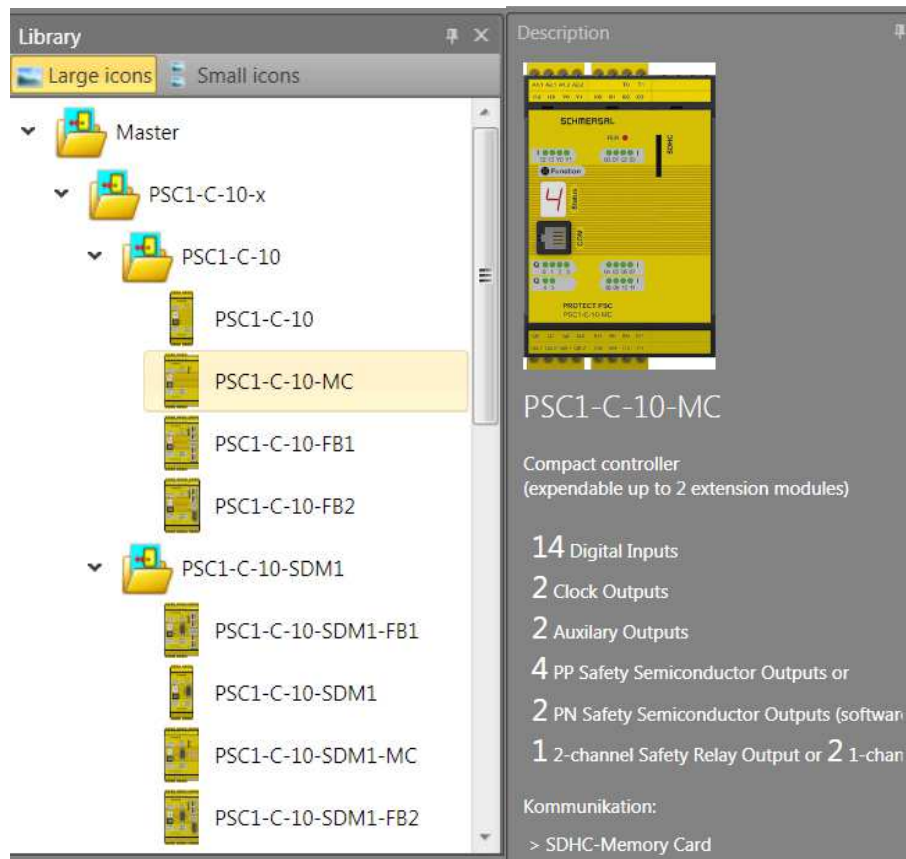 Library
Large icons
Small icons
Master
PSC1-C-10-x
PSC1-C-10
PSC1-C-10
PSC1-C-10-MC
PSC1-C-10-FB1
PSC1-C-10-FB2
PSC1-C-10-SDM1
PSC1-C-10-SDM1-FB1
PSC1-C-10-SDM1
PSC1-C-10-SDM1-MC
PSC1-C-10-SDM1-FB2
Description
SCHMERSAL
SDHC
Function
4
Status
COM
PROTECT PSC
PSC1-C-10-MC
PSC1-C-10-MC
Compact controller
(expendable up to 2 extension modules)
14 Digital Inputs
2 Clock Outputs
2 Auxilary Outputs
4 PP Safety Semiconductor Outputs or
2 PN Safety Semiconductor Outputs (softwar
1 2-channel Safety Relay Output or 2 1-chan
Kommunikation:
> SDHC-Memory Card